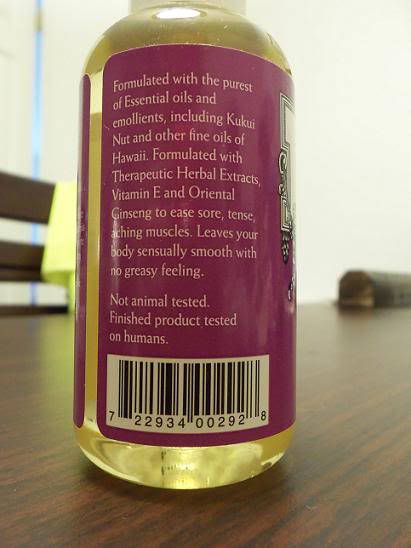 Formulated with the purest
of Essential oils and
emollients, including Kukui
Nut and other fine oils of
Hawaii. Formulated with
Therapeutic Herbal Extracts,
Vitamin E and Oriental
Ginseng to ease sore, tense,
aching muscles. Leaves your
body sensually smooth with
no greasy feeling.
Not animal tested.
Finished product tested
on humans.
7 22934 00292 8